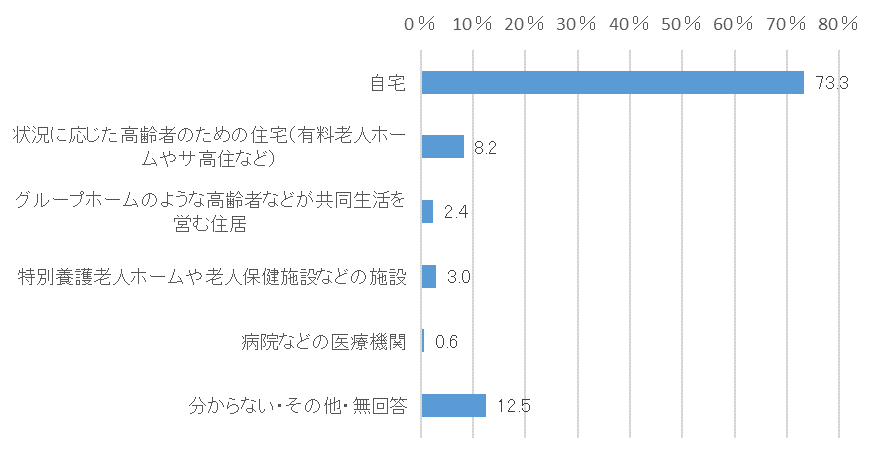 0% 10% 20% 30% 40% 50% 60% 70% 80%
自宅 73.3
状況に応じた高齢者のための住宅(有料老人ホー
ムやサ高住など) 8.2
グループホームのような高齢者などが共同生活を
営む住居 2.4
特別養護老人ホームや老人保健施設などの施設 3.0
病院などの医療機関 0.6
分からない・その他・無回答 12.5